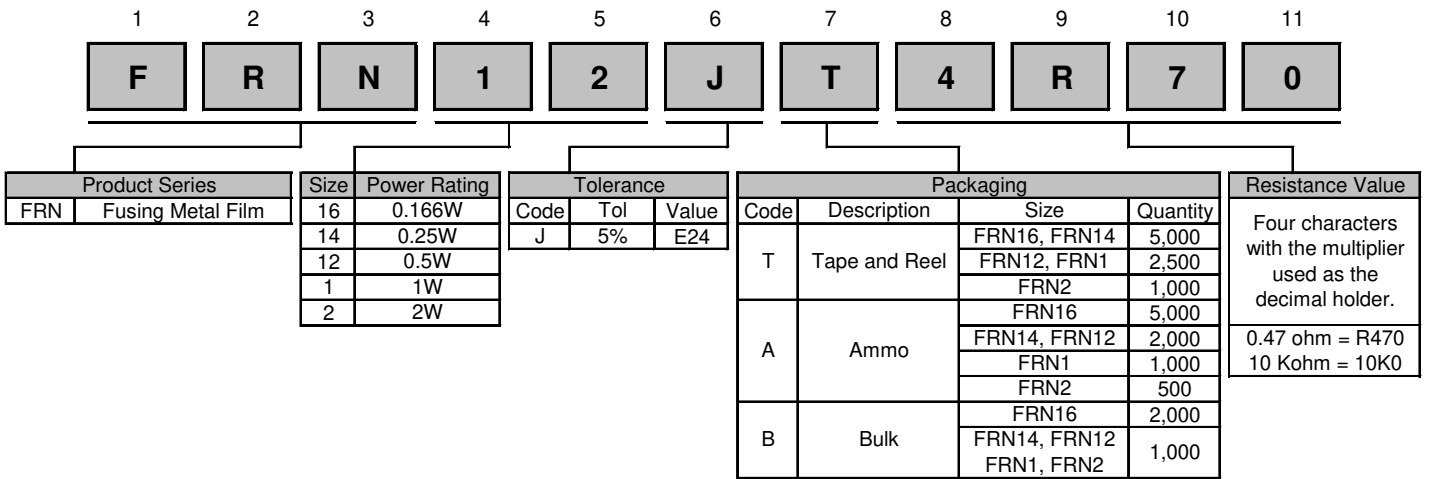 1 2 3 4 5 6 7 8 9 10 11
F R N 1 2 J T 4 R 7 0
Product Series
FRN Fusing Metal Film
Size Power Rating
16 0.166W
14 0.25W
12 0.5W
1 1W
2 2W
Tolerance
Code Tol Value
J 5% E24
Packaging
Code Description Size Quantity
T Tape and Reel
FRN16, FRN14 5,000
FRN12, FRN1 2,500
FRN2 1,000
A Ammo
FRN16 5,000
FRN14, FRN12 2,000
FRN1 1,000
FRN2 500
B Bulk
FRN16 2,000
FRN14, FRN12
FRN1, FRN2
1,000
Resistance Value
Four characters
with the multiplier
used as the
decimal holder.
0.47 ohm = R470
10 Kohm = 10K0